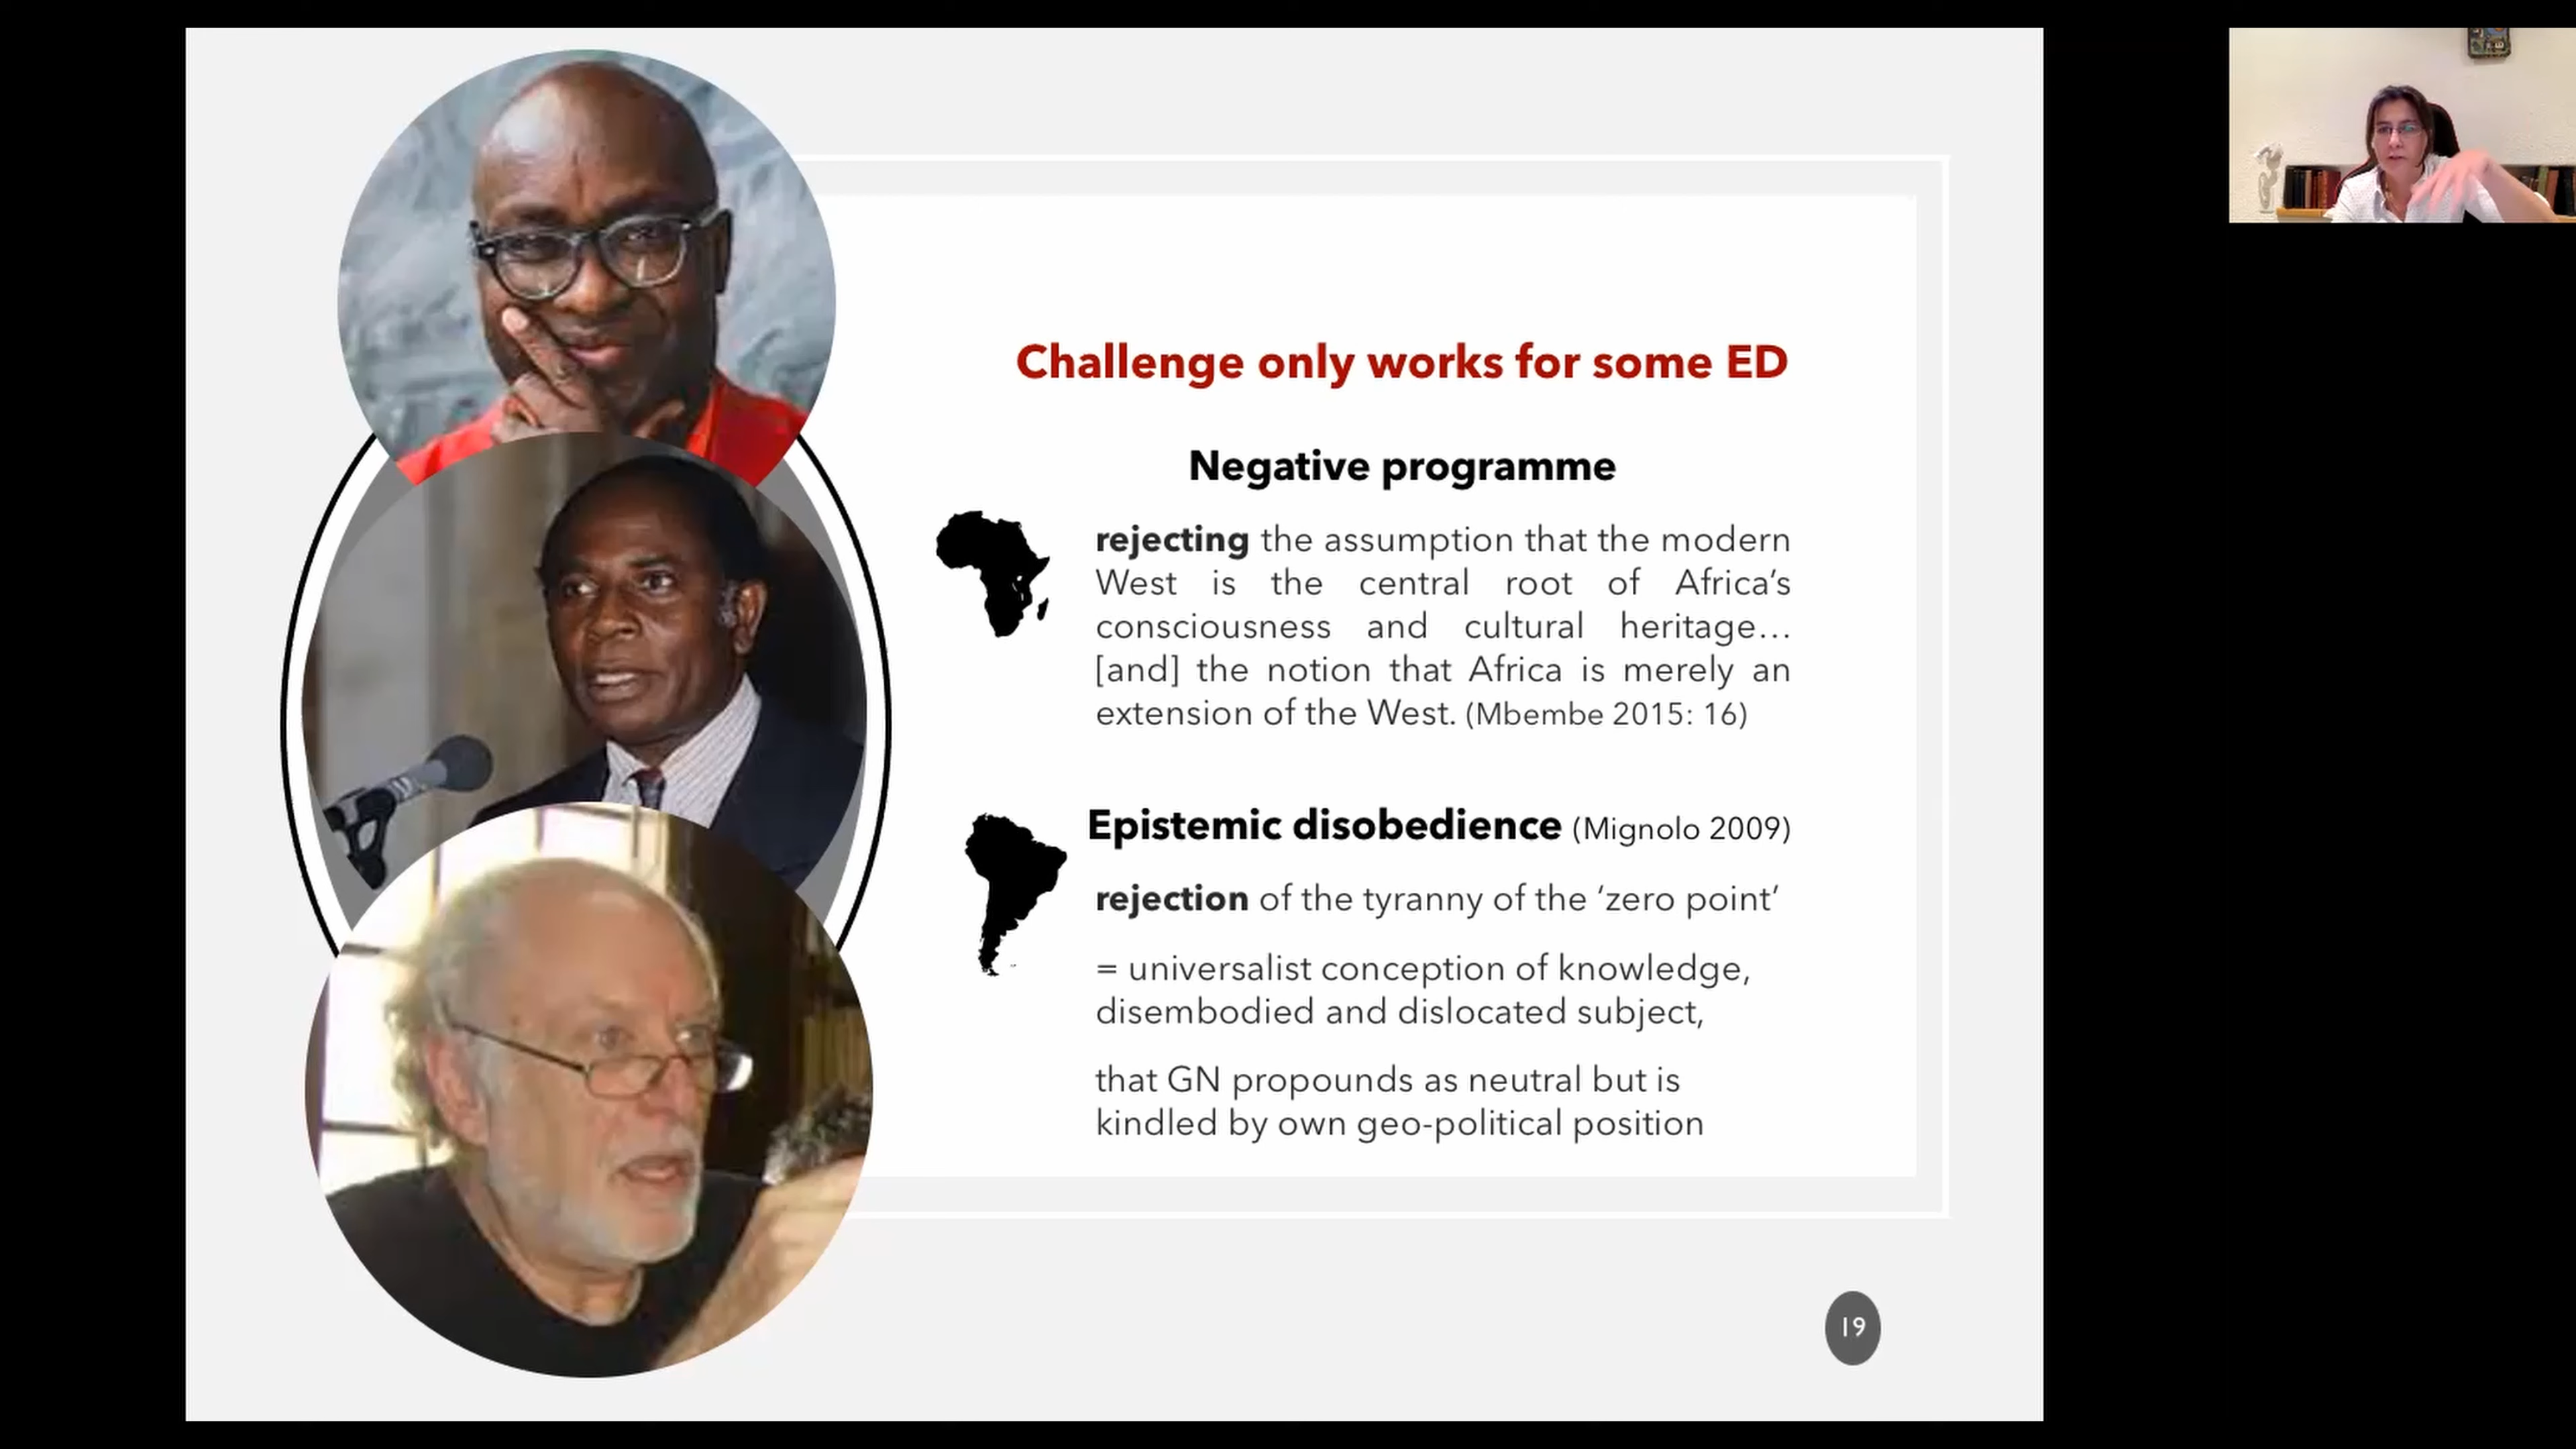 Challenge only works for some ED
Negative programme
rejecting the assumption that the modern
West is the central root of Africa’s
consciousness and cultural heritage…
[and] the notion that Africa is merely an
extension of the West. (Mbembe 2015: 16)
Epistemic disobedience (Mignolo 2009)
rejection of the tyranny of the ‘zero point’
= universalist conception of knowledge,
disembodied and dislocated subject,
that GN propounds as neutral but is
kindled by own geo-political position
19